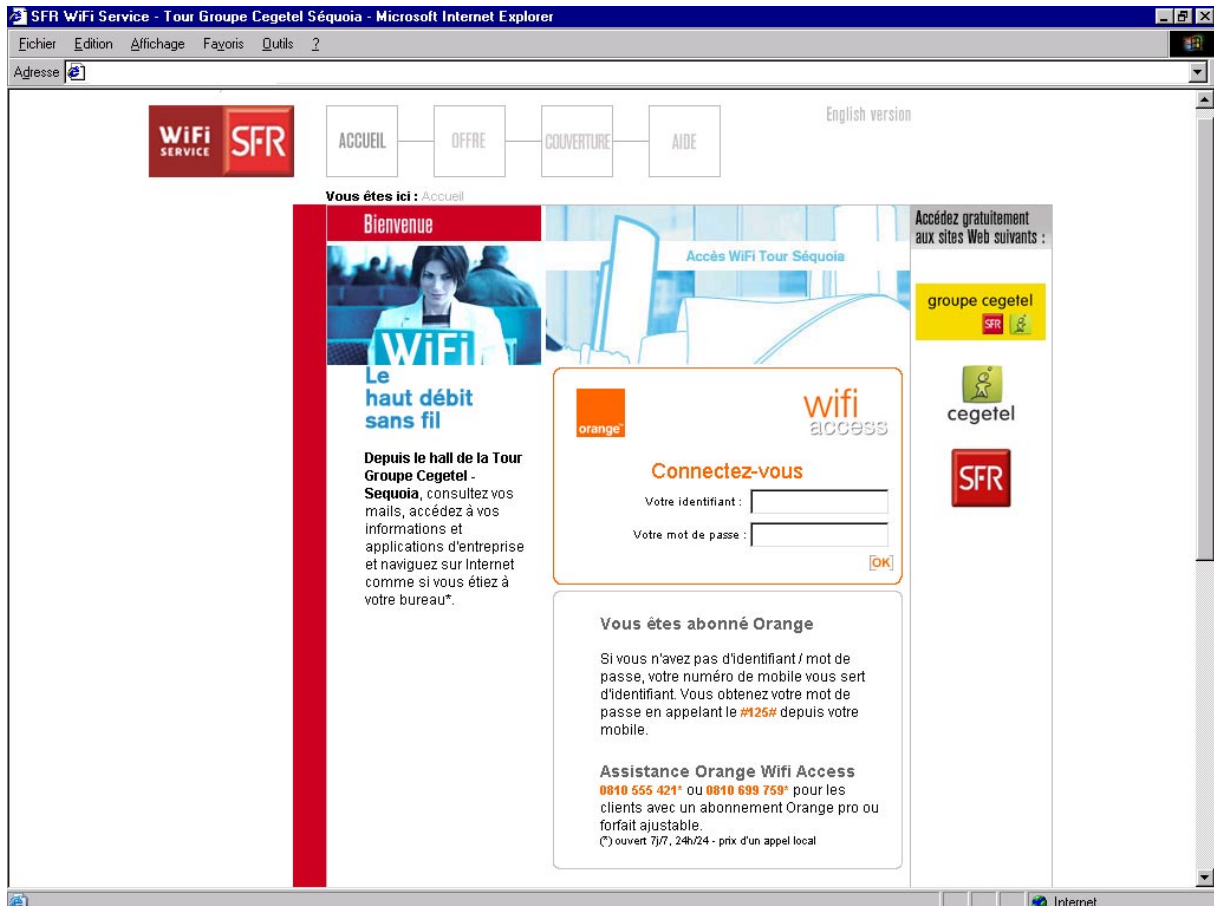 SFR WiFi Service - Tour Groupe Cegetel Séquoia - Microsoft Internet Explorer
Fichier Edition Affichage Favoris Outils ?
Adresse
WiFi
SERVICE
SFR
ACCUEIL
OFFRE
COUVERTURE
AIDE
English version
Vous êtes ici : Accueil
Bienvenue
WiFi
Le
haut débit
sans fil
Depuis le hall de la Tour
Groupe Cegetel -
Sequoia, consultez vos
mails, accédez à vos
informations et
applications d'entreprise
et naviguez sur Internet
comme si vous étiez à
votre bureau*.
Accès WiFi Tour Séquoia
orange™
wifi
access
Connectez-vous
Votre identifiant :
Votre mot de passe :
[OK]
Vous êtes abonné Orange
Si vous n'avez pas d'identifiant / mot de
passe, votre numéro de mobile vous sert
d'identifiant. Vous obtenez votre mot de
passe en appelant le #125# depuis votre
mobile.
Assistance Orange Wifi Access
0810 555 421* ou 0810 699 759* pour les
clients avec un abonnement Orange pro ou
forfait ajustable.
(*) ouvert 7j/7, 24h/24 - prix d'un appel local
Accédez gratuitement
aux sites Web suivants :
groupe cegetel
SFR
cegetel
SFR
Internet